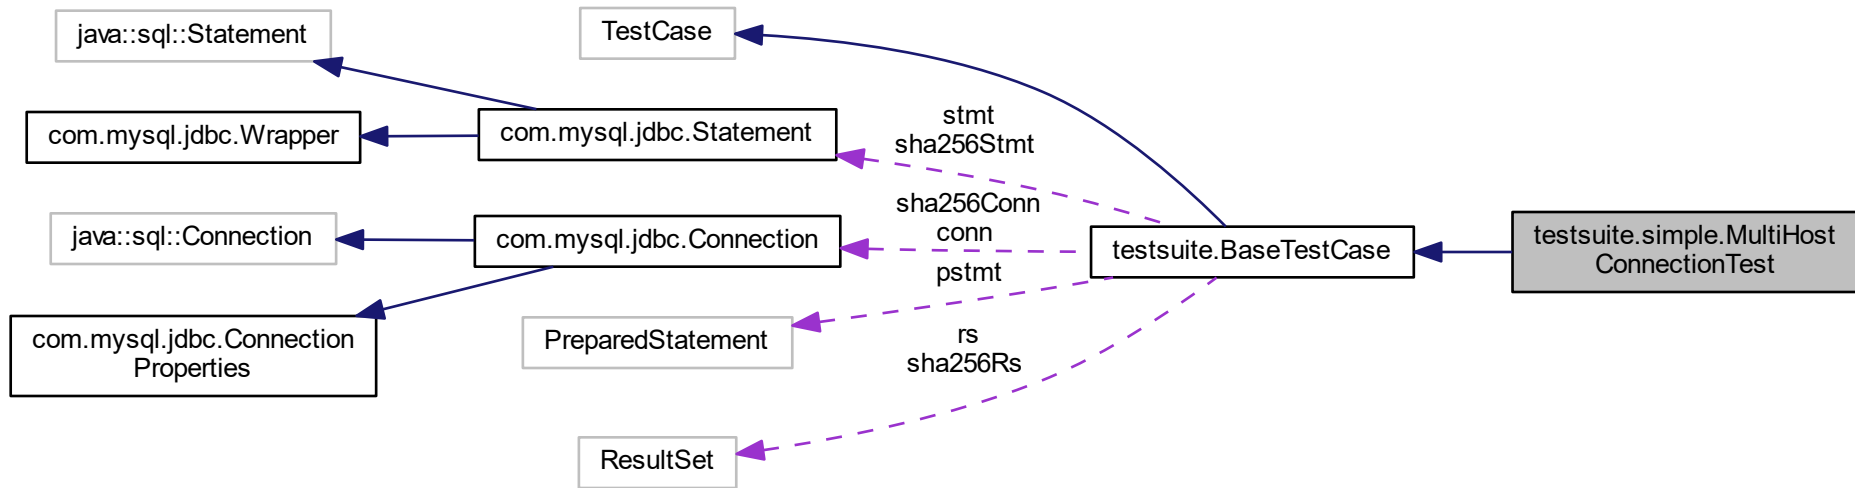 java::sql::Statement
TestCase
com.mysql.jdbc.Wrapper
com.mysql.jdbc.Statement
stmt
sha256Stmt
java::sql::Connection
com.mysql.jdbc.Connection
sha256Conn
conn
testsuite.BaseTestCase
testsuite.simple.MultiHost
ConnectionTest
pstmt
com.mysql.jdbc.Connection
Properties
PreparedStatement
rs
sha256Rs
ResultSet